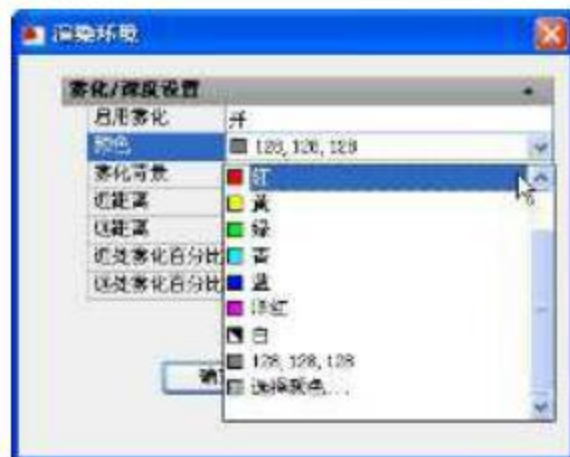 渲染环境
雾化/深度设置
启用雾化 开
颜色 128, 128, 128
雾化背景 红
近距离 黄
远距离 绿
近处雾化百分比 青
远处雾化百分比 蓝
洋红
白
128, 128, 128
选择颜色...
确